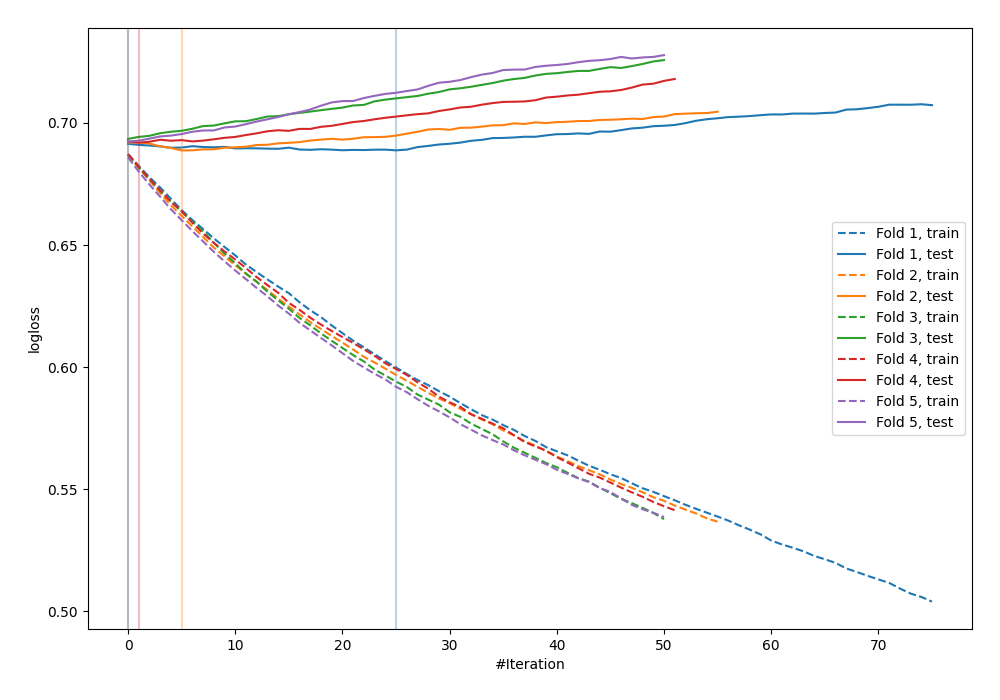 0.70
0.65
0.60
0.55
0.50
logloss
0
10
20
30
40
50
60
70
#Iteration
Fold 1, train
Fold 1, test
Fold 2, train
Fold 2, test
Fold 3, train
Fold 3, test
Fold 4, train
Fold 4, test
Fold 5, train
Fold 5, test